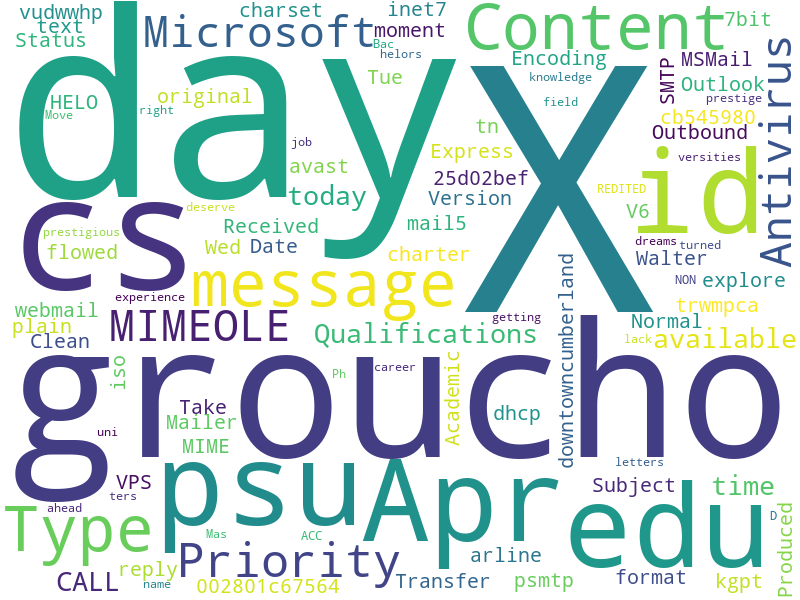 vudwwhp
charset
inet7
text
Microsoft
moment
Content
7bit
Status
Bac
helors
Encoding
day
X
Tue
knowledge
SMTP
MSMail
Antivirus
HELO
original
Outlook
Move
right
field
prestige
cb545980
tn
Outbound
job
Express
id
avast
versities
25d02bef
REDITED
cs
today
Version
V6
deserve
Received
mail5
prestigious
dreams
turned
flowed
Wed
Date
charter
Walter
message
downtowncumberland
NON
explore
experience
webmail
trwmpca
plain
MIMEOLE
getting
Normal
Clean
Qualifications
lack
available
groucho
iso
Academic
Ph
career
Take
dhcp
Mailer
uni
MIME
psu
Apr
letters
VPS
Subject
time
ters
edu
Type
ahead
D
Produced
Mas
ACC
Priority
arline
reply
CALL
name
002801c67564
Transfer
psmtp
format
kgpt